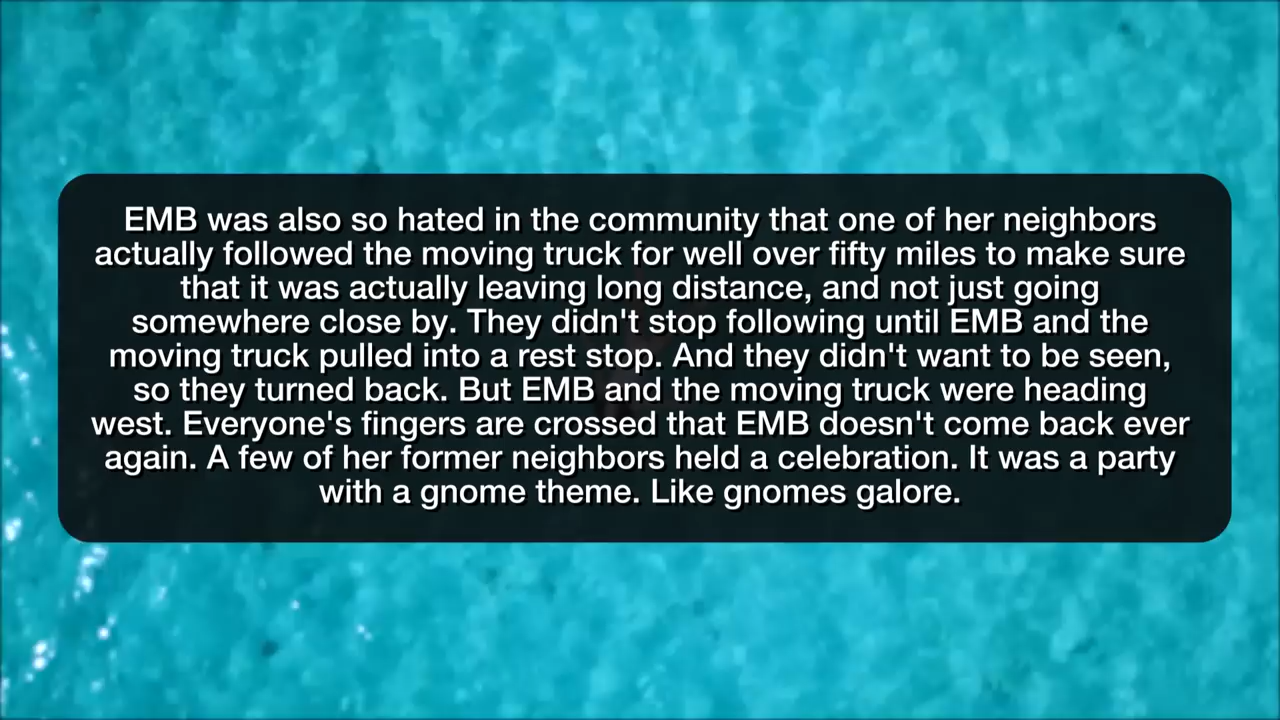 EMB was also so hated in the community that one of her neighbors
actually followed the moving truck for well over fifty miles to make sure
that it was actually leaving long distance, and not just going
somewhere close by. They didn't stop following until EMB and the
moving truck pulled into a rest stop. And they didn't want to be seen,
so they turned back. But EMB and the moving truck were heading
west. Everyone's fingers are crossed that EMB doesn't come back ever
again. A few of her former neighbors held a celebration. It was a party
with a gnome theme. Like gnomes galore.